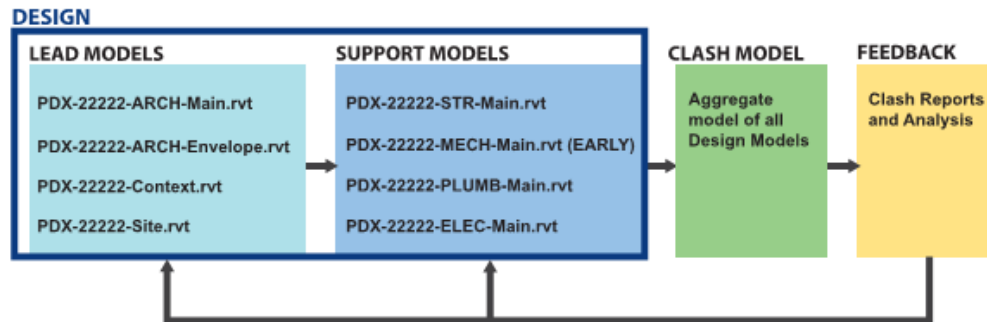 DESIGN
LEAD MODELS
PDX-22222-ARCH-Main.rvt
PDX-22222-ARCH-Envelope.rvt
PDX-22222-Context.rvt
PDX-22222-Site.rvt
SUPPORT MODELS
PDX-22222-STR-Main.rvt
PDX-22222-MECH-Main.rvt (EARLY)
PDX-22222-PLUMB-Main.rvt
PDX-22222-ELEC-Main.rvt
CLASH MODEL
Aggregate
model of all
Design Models
FEEDBACK
Clash Reports
and Analysis